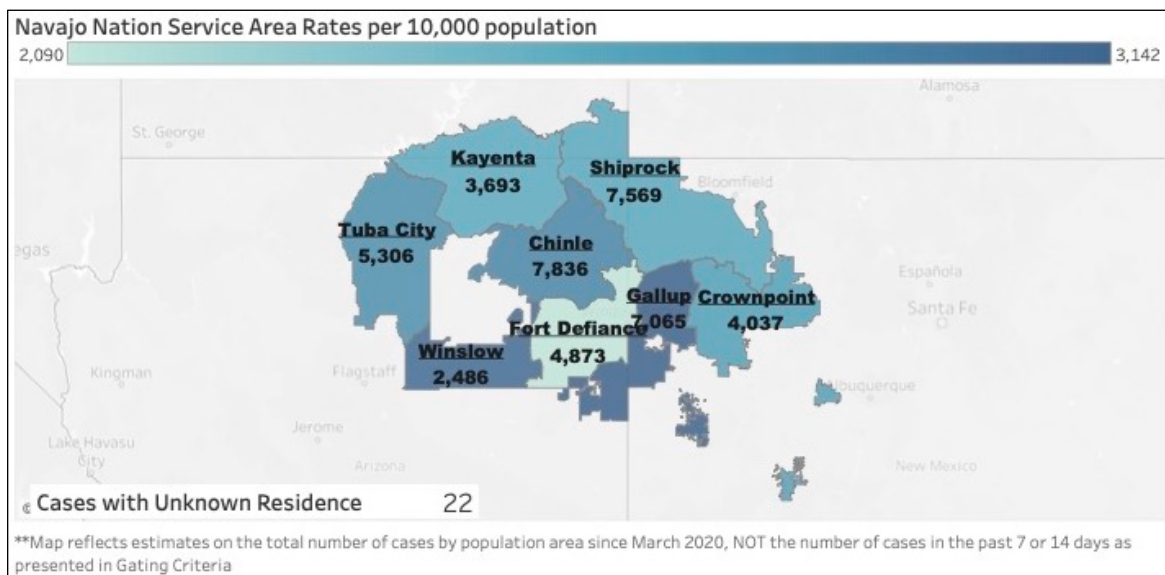 Navajo Nation Service Area Rates per 10,000 population
2,090
3,142
Alamosa
St. George
Kayenta
3,693
Shiprock
7,569
Bloomfield
Tuba City
5,306
egas
Chinle
7,836
Española
Gallup
7,065
Crownpoint
4,037
Santa Fe
Fort Defiance
4,873
Winslow
2,486
Kingman
Flagstaff
Albuquerque
Jerome
Lake Havasu
City
Arizona
New Mexico
©
Cases with Unknown Residence 22
**Map reflects estimates on the total number of cases by population area since March 2020, NOT the number of cases in the past 7 or 14 days as
presented in Gating Criteria